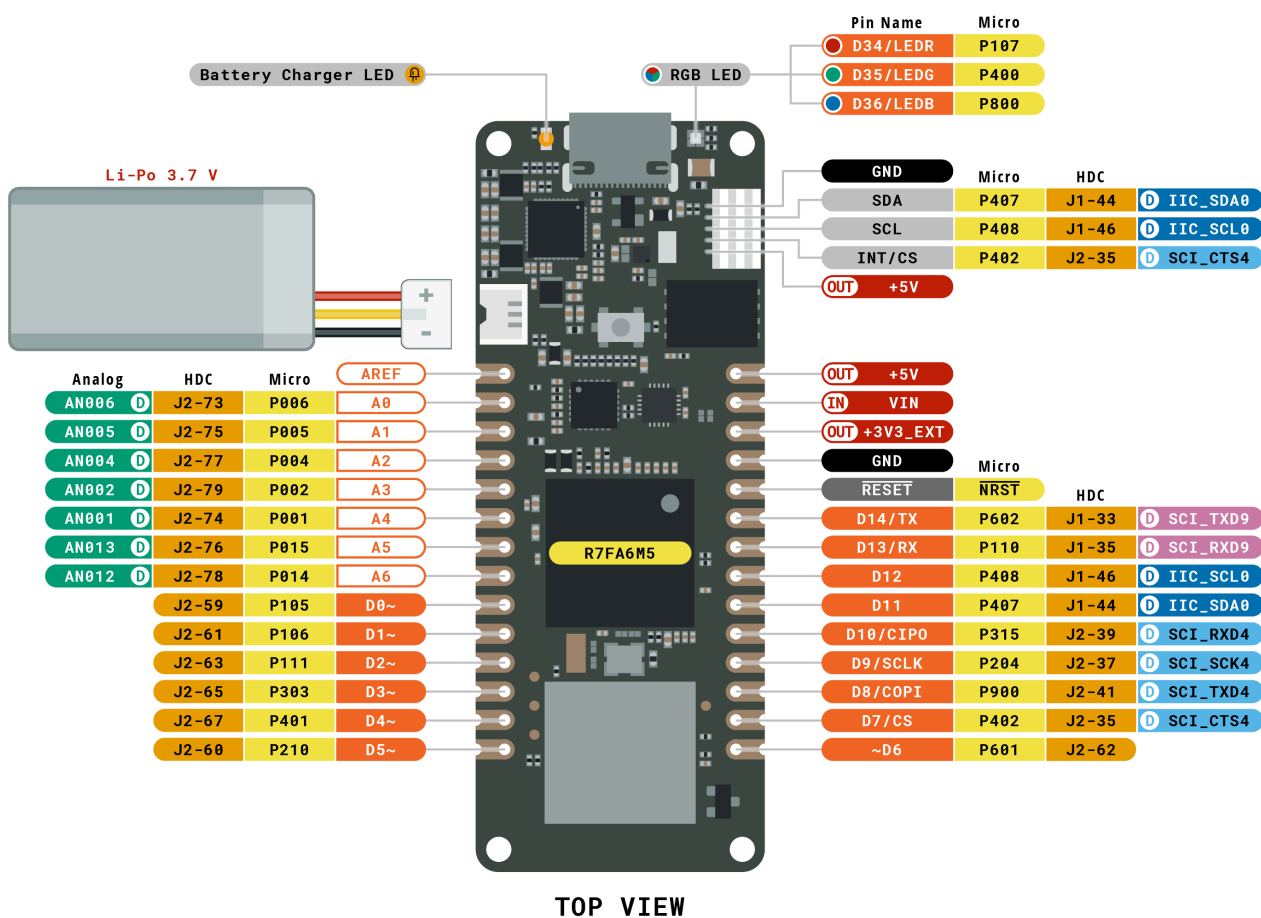 Pin Name Micro
D34/LEDR P107
Battery Charger LED RGB LED D35/LEDG P400
D36/LEDB P800
Li-Po 3.7 V
+
-
GND
Micro HDC
SDA P407 J1-44 D IIC_SDA0
SCL P408 J1-46 D IIC_SCL0
INT/CS P402 J2-35 D SCI_CTS4
OUT +5V
Analog HDC Micro
AREF
AN006 D J2-73 P006 A0
AN005 D J2-75 P005 A1
AN004 D J2-77 P004 A2
AN002 D J2-79 P002 A3
AN001 D J2-74 P001 A4
AN013 D J2-76 P015 A5
AN012 D J2-78 P014 A6
J2-59 P105 D0~
J2-61 P106 D1~
J2-63 P111 D2~
J2-65 P303 D3~
J2-67 P401 D4~
J2-60 P210 D5~
R7FA6M5
OUT +5V
IN VIN
OUT +3V3_EXT
GND
Micro
RESET NRST
HDC
D14/TX P602 J1-33 D SCI_TXD9
D13/RX P110 J1-35 D SCI_RXD9
D12 P408 J1-46 D IIC_SCL0
D11 P407 J1-44 D IIC_SDA0
D10/CIPO P315 J2-39 D SCI_RXD4
D9/SCLK P204 J2-37 D SCI_SCK4
D8/COPI P900 J2-41 D SCI_TXD4
D7/CS P402 J2-35 D SCI_CTS4
~D6 P601 J2-62
TOP VIEW